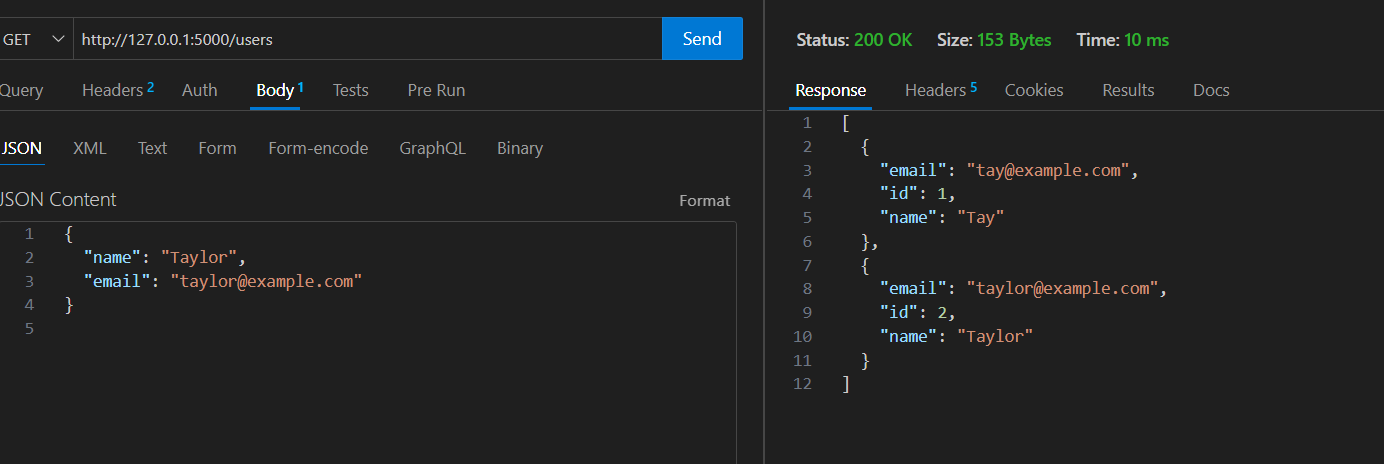 GET http://127.0.0.1:5000/users Send
Query Headers 2 Auth Body 1 Tests Pre Run
JSON XML Text Form Form-encode GraphQL Binary
JSON Content Format
1 {
2 "name": "Taylor",
3 "email": "taylor@example.com"
4 }
5
Status: 200 OK Size: 153 Bytes Time: 10 ms
Response Headers 5 Cookies Results Docs
1 [
2 {
3 "email": "tay@example.com",
4 "id": 1,
5 "name": "Tay"
6 },
7 {
8 "email": "taylor@example.com",
9 "id": 2,
10 "name": "Taylor"
11 }
12 ]